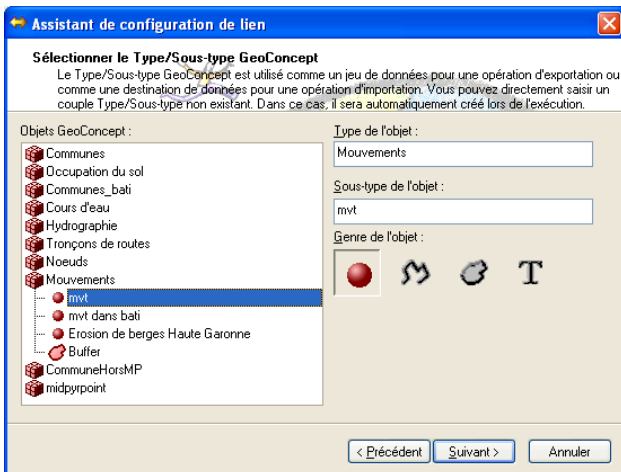 Assistant de configuration de lien
Sélectionner le Type/Sous-type GeoConcept
Le Type/Sous-type GeoConcept est utilisé comme un jeu de données pour une opération d'exportation ou
comme une destination de données pour une opération d'importation. Vous pouvez directement saisir un
couple Type/Sous-type non existant. Dans ce cas, il sera automatiquement créé lors de l'exécution.
Objets GeoConcept :
Communes
Occupation du sol
Communes_bati
Cours d'eau
Hydrographie
Tronçons de routes
Noeuds
Mouvements
mvt
mvt dans bati
Erosion de berges Haute Garonne
Buffer
CommuneHorsMP
midpyrpoint
Type de l'objet :
Mouvements
Sous-type de l'objet :
mvt
Genre de l'objet :
T
< Précédent
Suivant >
Annuler